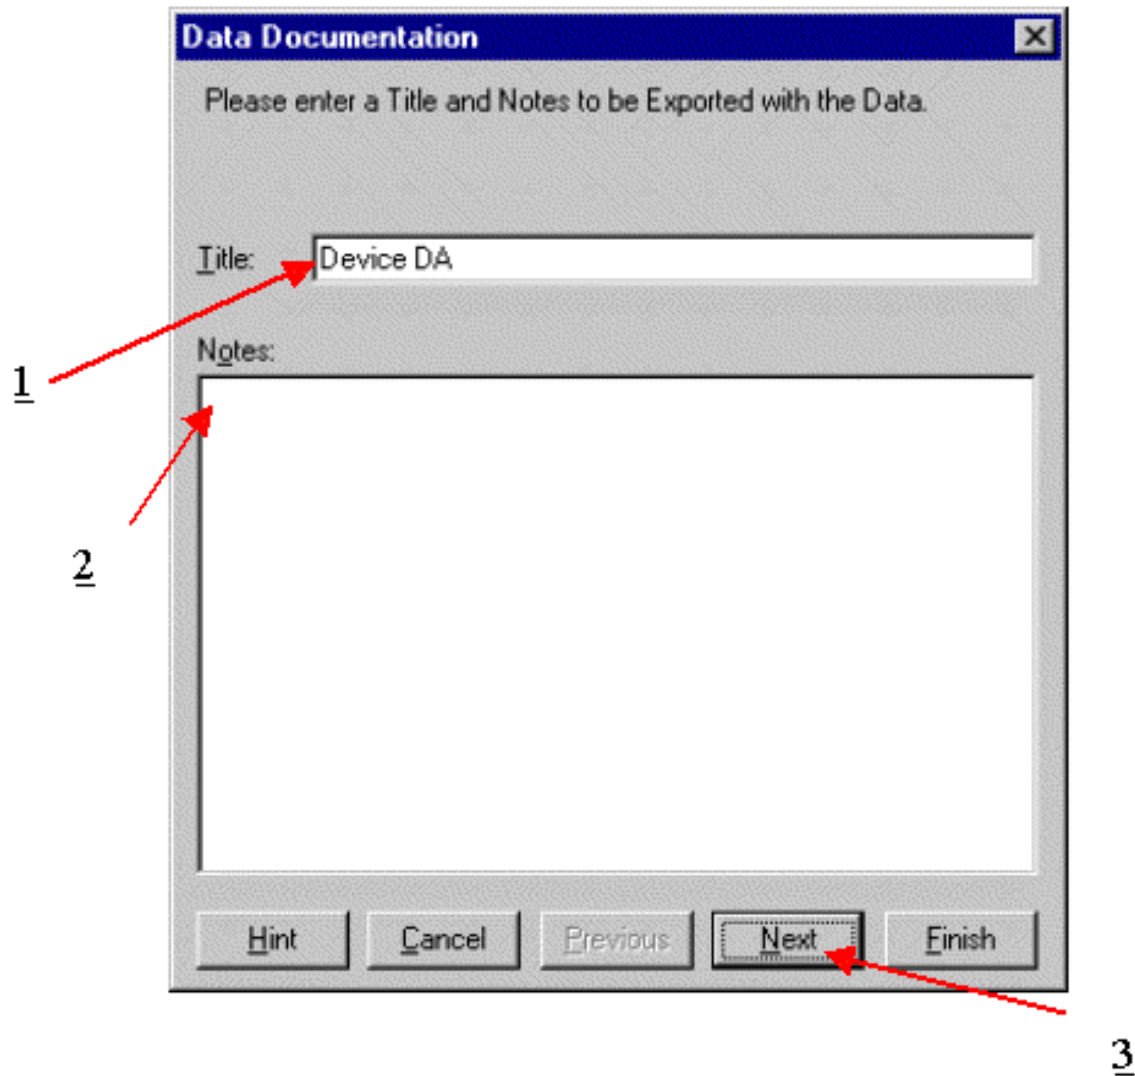 Data Documentation
Please enter a Title and Notes to be Exported with the Data.
Title: Device DA
Notes:
1
2
Hint Cancel Previous Next Finish
3